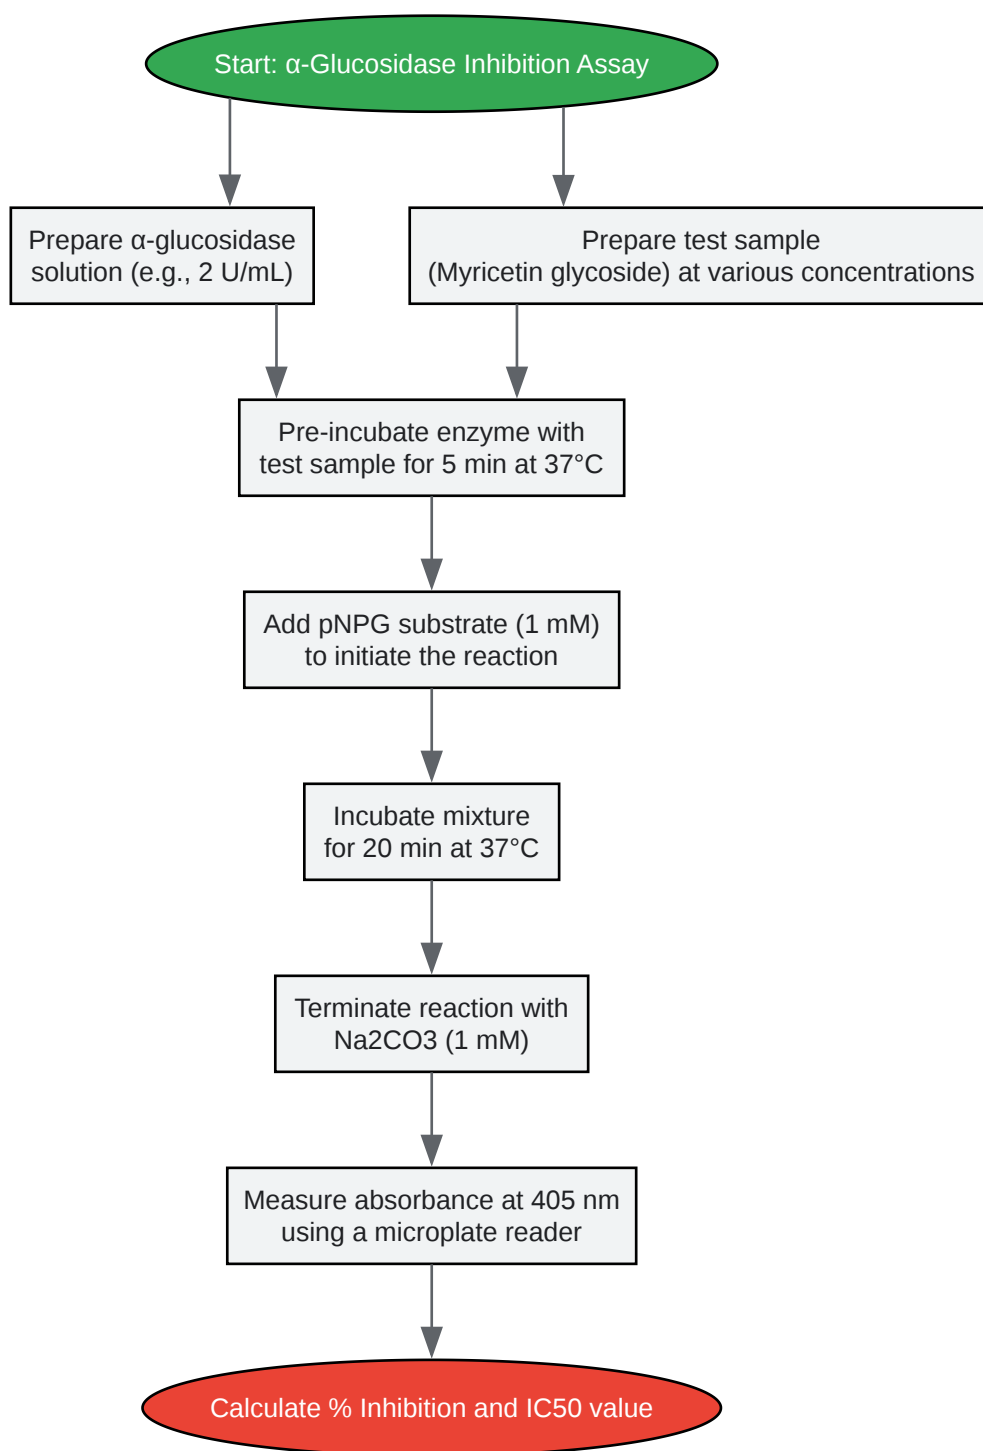 Start: α-Glucosidase Inhibition Assay
Prepare α-glucosidase
solution (e.g., 2 U/mL)
Prepare test sample
(Myricetin glycoside) at various concentrations
Pre-incubate enzyme with
test sample for 5 min at 37°C
Add pNPG substrate (1 mM)
to initiate the reaction
Incubate mixture
for 20 min at 37°C
Terminate reaction with
Na2CO3 (1 mM)
Measure absorbance at 405 nm
using a microplate reader
Calculate % Inhibition and IC50 value